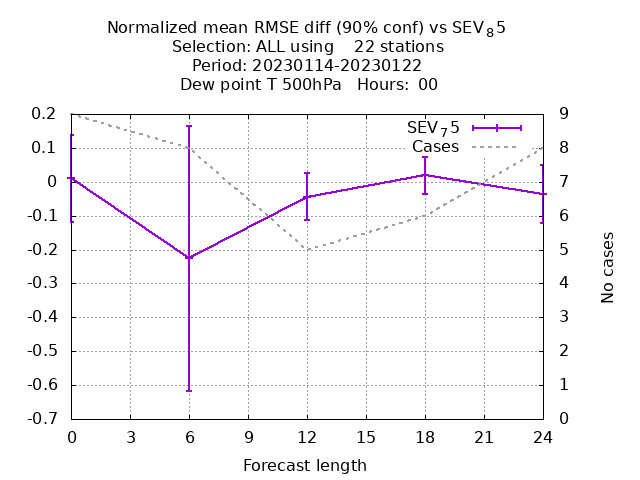 Normalized mean RMSE diff (90% conf) vs SEV₈5
Selection: ALL using    22 stations
Period: 20230114-20230122
Dew point T 500hPa   Hours:  00
SEV₇5
Cases
0.2
0.1
0
-0.1
-0.2
-0.3
-0.4
-0.5
-0.6
-0.7
9
8
7
6
5
4
3
2
1
0
No cases
0 3 6 9 12 15 18 21 24
Forecast length